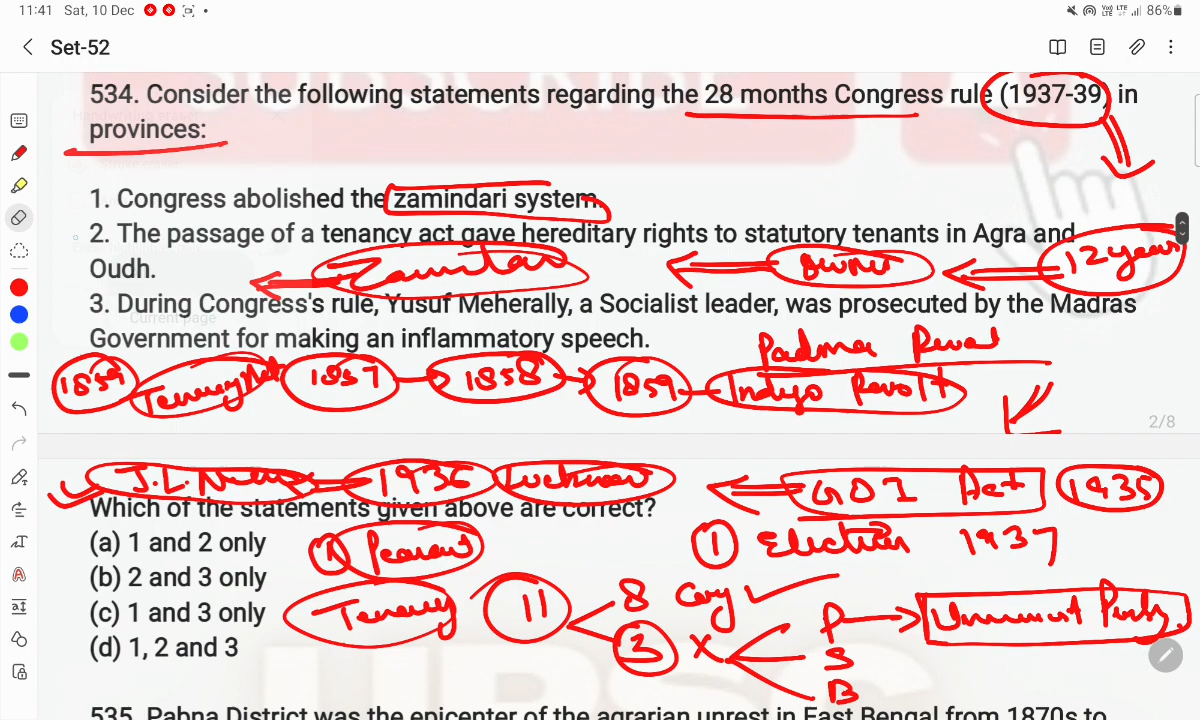 11:41 Sat, 10 Dec 86%
Set-52
534. Consider the following statements regarding the 28 months Congress rule (1937-39) in
provinces:
1. Congress abolished the zamindari system.
2. The passage of a tenancy act gave hereditary rights to statutory tenants in Agra and
Oudh.
12 years
3. During Congress's rule, Yusuf Meherally, a Socialist leader, was prosecuted by the Madras
Current page
Government for making an inflammatory speech.
1859 Tenancy Act 1857 1858 1859 Indigo Revolt
2/8
1936 Lucknow GOI Act 1935
Which of the statements given above are correct?
(a) 1 and 2 only
① Election 1937
(b) 2 and 3 only
(c) 1 and 3 only
Tenancy 11 8 Cong P
(d) 1, 2 and 3
3 X S
B
535. Pabna District was the epicenter of the agrarian unrest in East Bengal from 1870s to